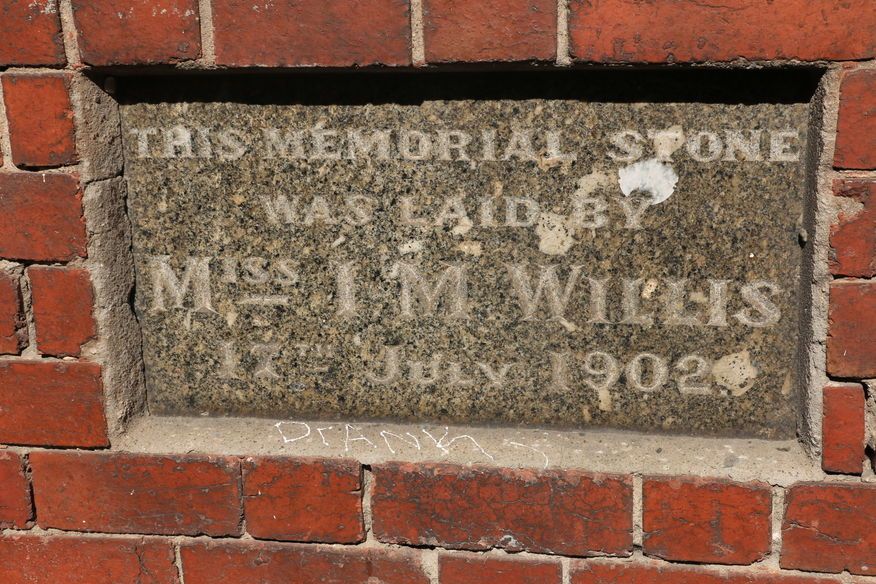 THIS MEMORIAL STONE
WAS LAID BY
MISS I M WILLIS
17TH JULY 1902